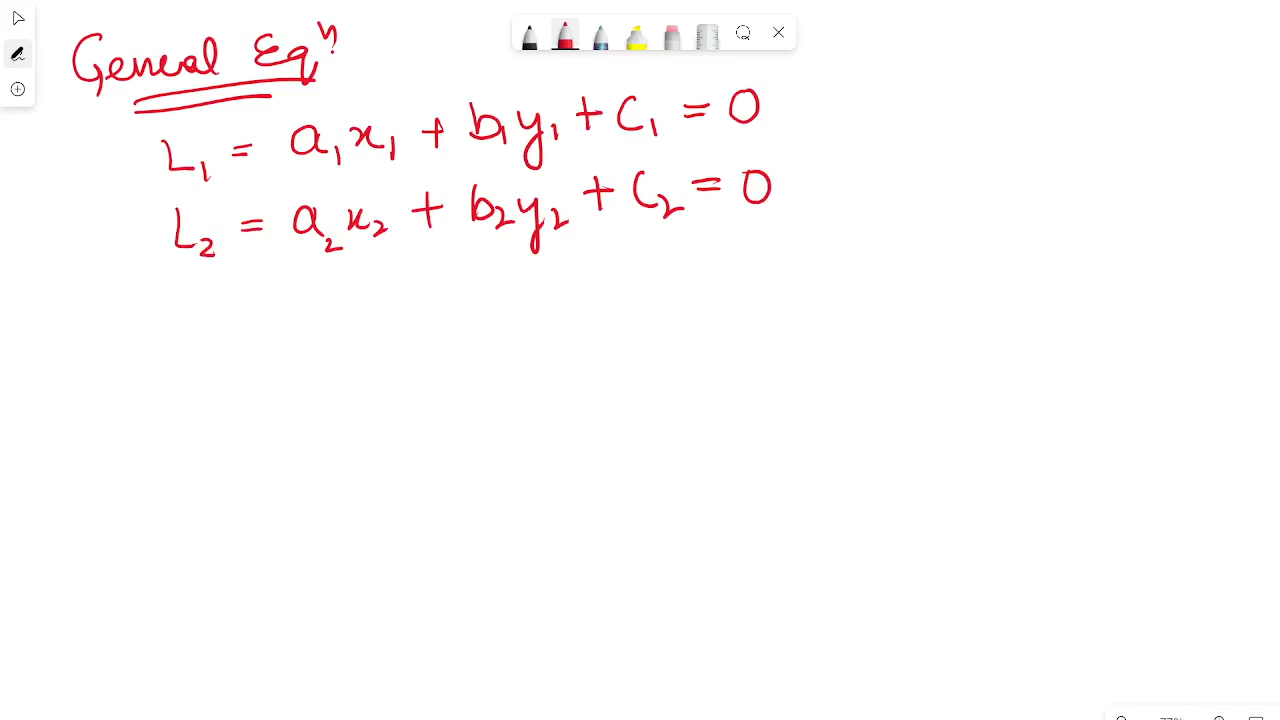 General Eqⁿ
L₁ = a₁x₁ + b₁y₁ + c₁ = 0
L₂ = a₂x₂ + b₂y₂ + c₂ = 0